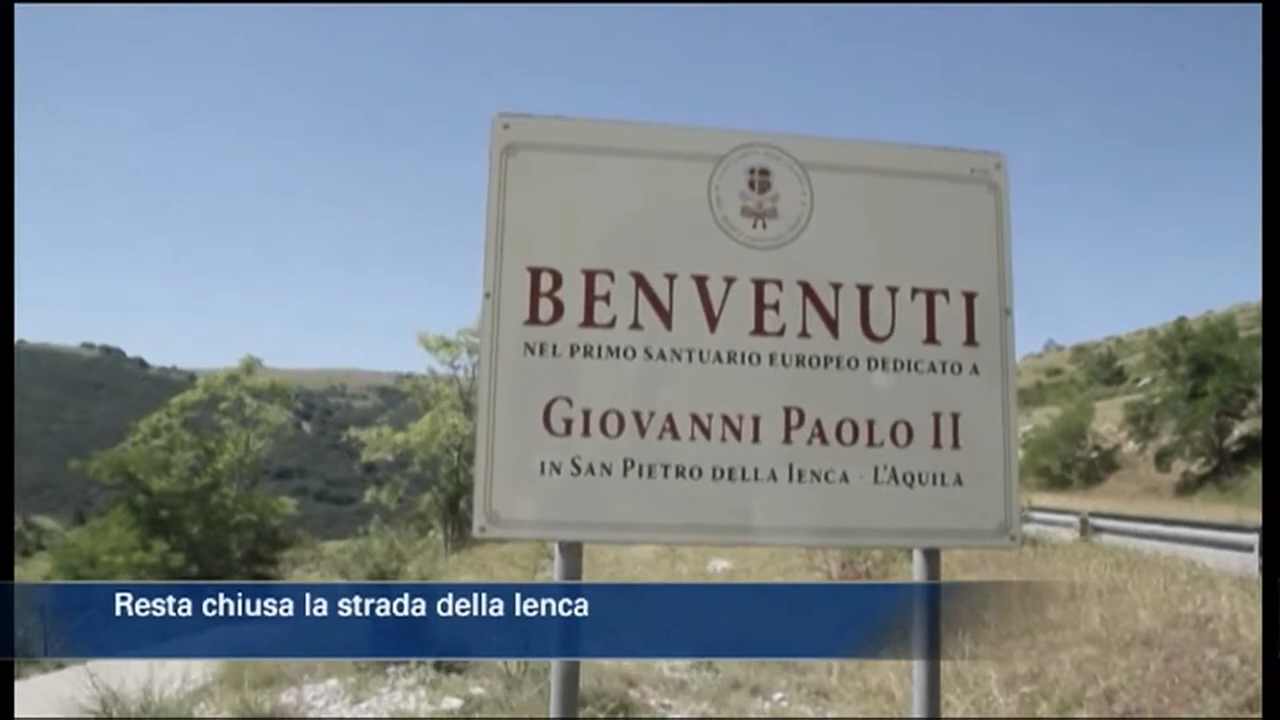 BENVENUTI
NEL PRIMO SANTUARIO EUROPEO DEDICATO A
GIOVANNI PAOLO II
IN SAN PIETRO DELLA IENCA - L'AQUILA
Resta chiusa la strada della Ienca